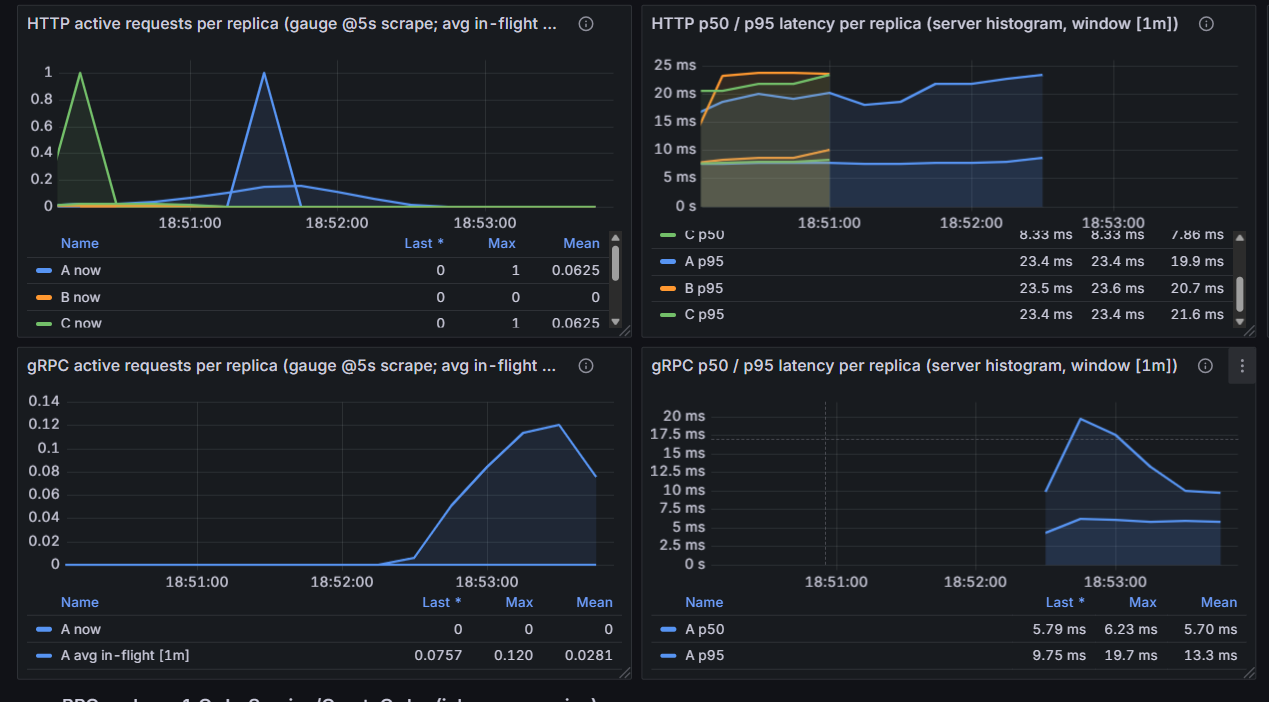 HTTP active requests per replica (gauge @5s scrape; avg in-flight ...
1
0.8
0.6
0.4
0.2
0
18:51:00 18:52:00 18:53:00
Name Last * Max Mean
A now 0 1 0.0625
B now 0 0 0
C now 0 1 0.0625
HTTP p50 / p95 latency per replica (server histogram, window [1m])
25 ms
20 ms
15 ms
10 ms
5 ms
0 s
18:51:00 18:52:00 18:53:00
C p50 8.33 ms 8.33 ms 7.86 ms
A p95 23.4 ms 23.4 ms 19.9 ms
B p95 23.5 ms 23.6 ms 20.7 ms
C p95 23.4 ms 23.4 ms 21.6 ms
gRPC active requests per replica (gauge @5s scrape; avg in-flight ...
0.14
0.12
0.1
0.08
0.06
0.04
0.02
0
18:51:00 18:52:00 18:53:00
Name Last * Max Mean
A now 0 0 0
A avg in-flight [1m] 0.0757 0.120 0.0281
gRPC p50 / p95 latency per replica (server histogram, window [1m])
20 ms
17.5 ms
15 ms
12.5 ms
10 ms
7.5 ms
5 ms
2.5 ms
0 s
18:51:00 18:52:00 18:53:00
Name Last * Max Mean
A p50 5.79 ms 6.23 ms 5.70 ms
A p95 9.75 ms 19.7 ms 13.3 ms